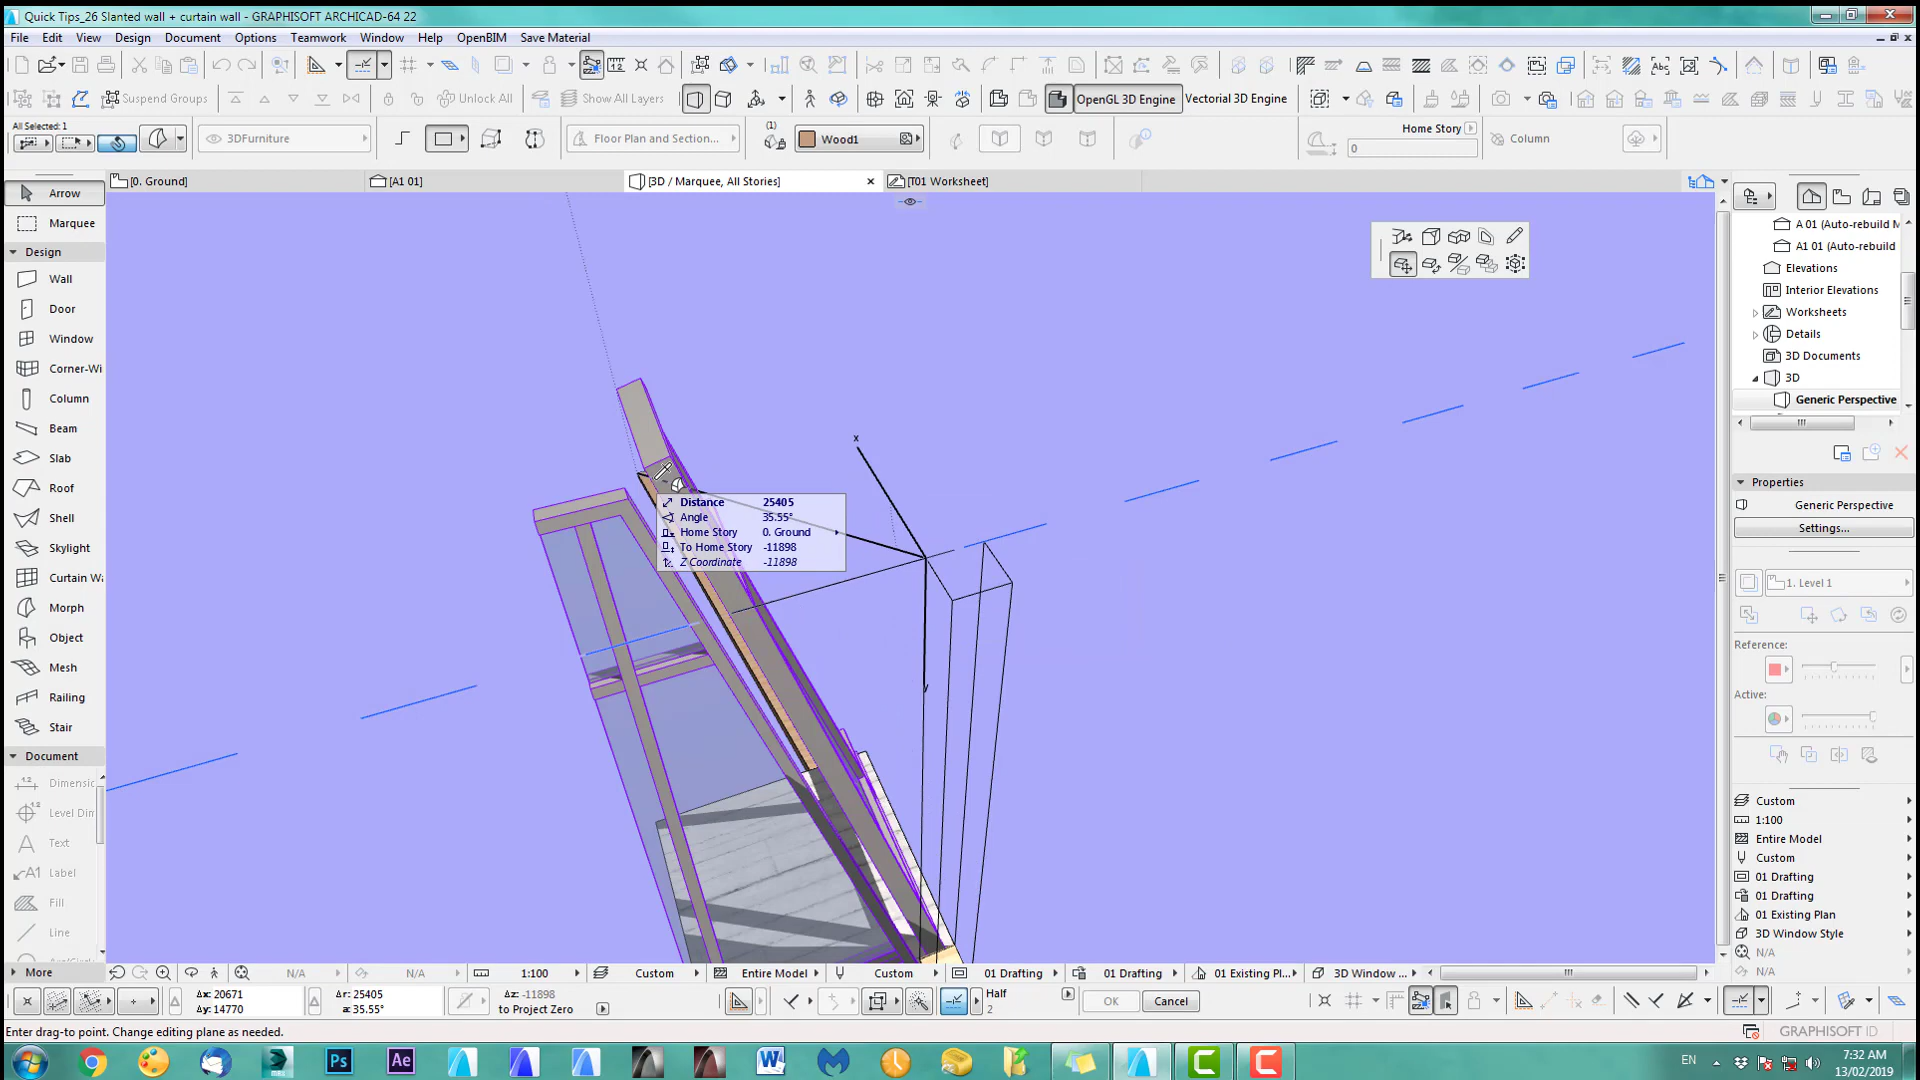 Quick Tips_26 Slanted wall + curtain wall - GRAPHISOFT ARCHICAD-64 22
File Edit View Design Document Options Teamwork Window Help OpenBIM Save Material
Suspend Groups Unlock All Show All Layers OpenGL 3D Engine Vectorial 3D Engine
All Selected: 1
3DFurniture
Floor Plan and Section...
(1)
Wood1
Home Story
0
Column
[0. Ground]
[A1 01]
[3D / Marquee, All Stories]
[T01 Worksheet]
Arrow
Marquee
Design
Wall
Door
Window
Corner-Wi
Column
Beam
Slab
Roof
Shell
Skylight
Curtain Wa
Morph
Object
Mesh
Railing
Stair
Document
Dimensic
Level Dim
Text
A1 Label
Fill
Line
More
x
Distance 25405
Angle 35.55°
Home Story 0. Ground
To Home Story -11898
Z Coordinate -11898
A 01 (Auto-rebuild M
A1 01 (Auto-rebuild
Elevations
Interior Elevations
Worksheets
Details
3D Documents
3D
Generic Perspective
Properties
Generic Perspective
Settings...
1. Level 1
Reference:
Active:
Custom
1:100
Entire Model
Custom
01 Drafting
01 Drafting
01 Existing Plan
3D Window Style
N/A
N/A
N/A N/A 1:100 Custom Entire Model Custom 01 Drafting 01 Drafting 01 Existing Pl... 3D Window ...
Δx: 20671
Δy: 14770
Δr: 25405
a: 35.55°
Δz: -11898
to Project Zero
Half
2
OK
Cancel
Enter drag-to point. Change editing plane as needed.
GRAPHISOFT ID
Ps
Ae
W
EN
7:32 AM
13/02/2019